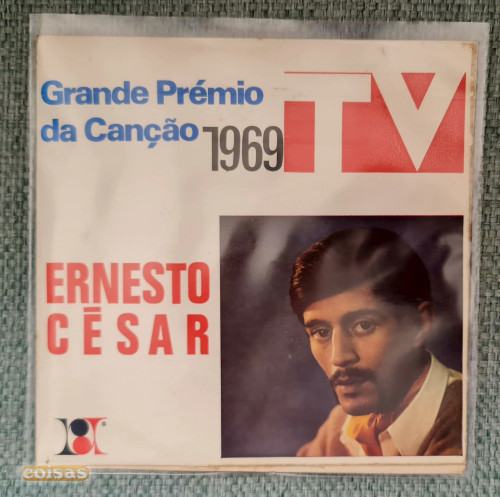 Grande Prémio
da Canção 1969
TV
ERNESTO
CÉSAR
coisas